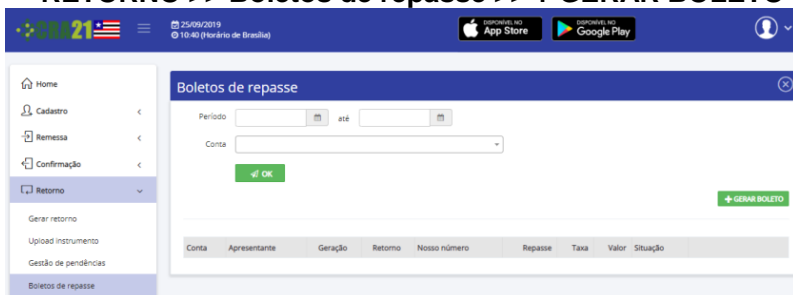 RETORNO >> Boletos de repasse >> + GERAR BOLETO
CRA21
25/09/2019
10:40 (Horário de Brasília)
DISPONÍVEL NO
App Store
DISPONÍVEL NO
Google Play
Home
Cadastro
Remessa
Confirmação
Retorno
Gerar retorno
Upload instrumento
Gestão de pendências
Boletos de repasse
Boletos de repasse
Período até
Conta
OK
GERAR BOLETO
Conta Apresentante Geração Retorno Nosso número Repasse Taxa Valor Situação